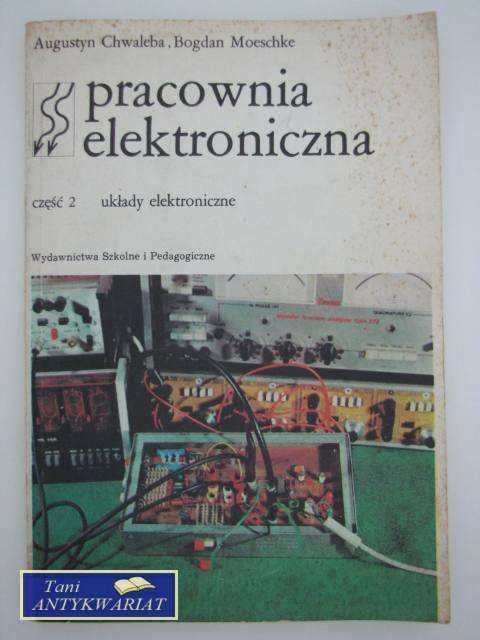 Augustyn Chwaleba, Bogdan Moeschke
pracownia
elektroniczna
część 2 układy elektroniczne
Wydawnictwa Szkolne i Pedagogiczne
Tani
ANTYKWARIAT